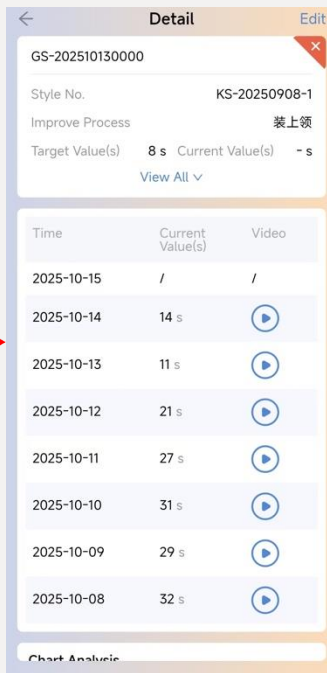 Detail Edit
GS-202510130000
Style No. KS-20250908-1
Improve Process 装上领
Target Value(s) 8 s Current Value(s) - s
View All
Time Current Value(s) Video
2025-10-15 / /
2025-10-14 14 s
2025-10-13 11 s
2025-10-12 21 s
2025-10-11 27 s
2025-10-10 31 s
2025-10-09 29 s
2025-10-08 32 s
Chart Analysis